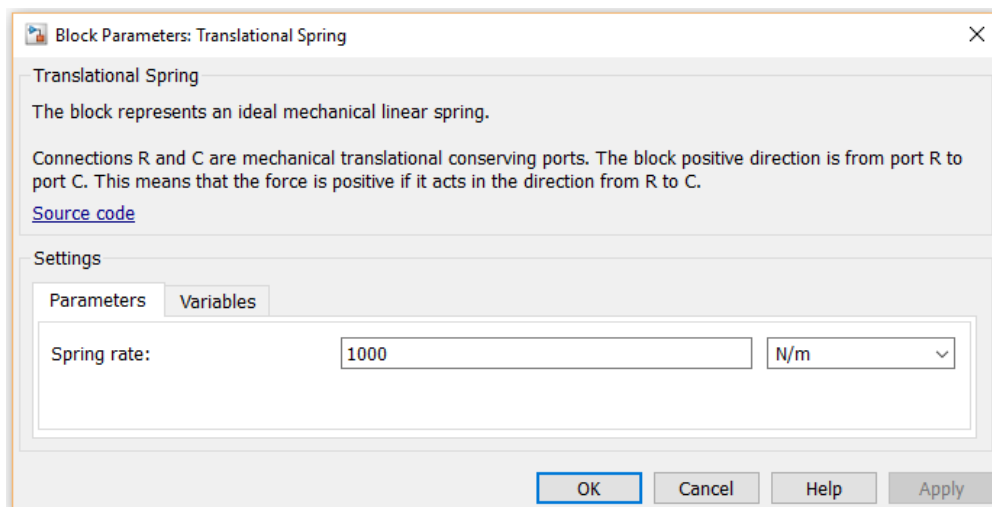 Block Parameters: Translational Spring
Translational Spring
The block represents an ideal mechanical linear spring.
Connections R and C are mechanical translational conserving ports. The block positive direction is from port R to
port C. This means that the force is positive if it acts in the direction from R to C.
Source code
Settings
Parameters Variables
Spring rate: 1000 N/m
OK Cancel Help Apply